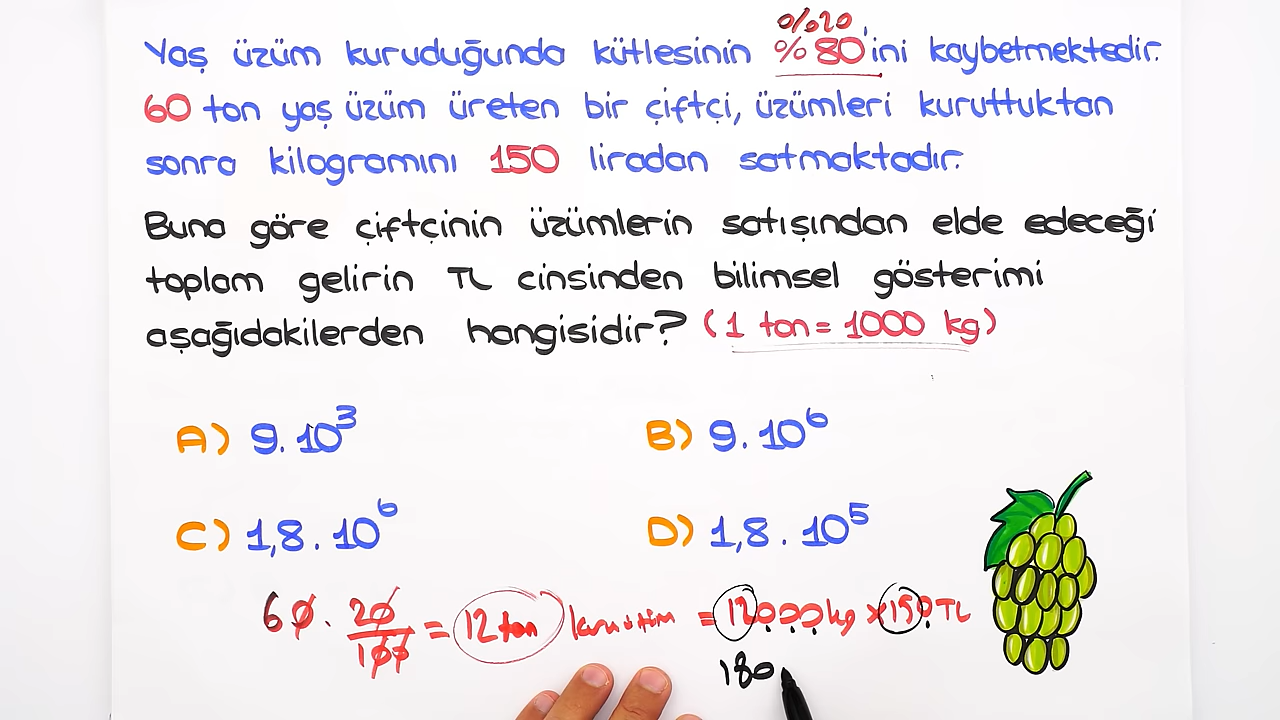 %20
Yaş üzüm kuruduğunda kütlesinin %80'ini kaybetmektedir.
60 ton yaş üzüm üreten bir çiftçi, üzümleri kuruttuktan
sonra kilogramını 150 liradan satmaktadır.
Buna göre çiftçinin üzümlerin satışından elde edeceği
toplam gelirin TL cinsinden bilimsel gösterimi
aşağıdakilerden hangisidir? (1 ton = 1000 kg)
A) 9.10³ B) 9.10⁶
C) 1,8.10⁶ D) 1,8.10⁵
60 . 20/100 = 12 ton kuru üzüm = 12000 kg x 150 TL
180